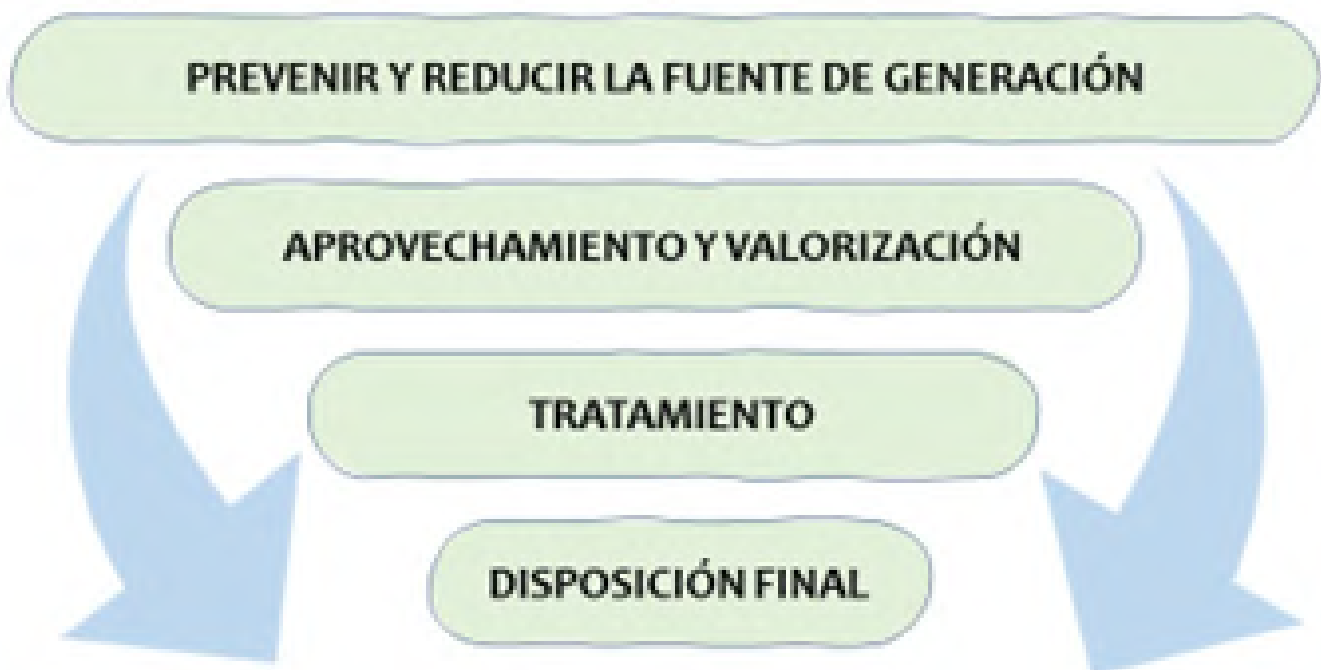 PREVENIR Y REDUCIR LA FUENTE DE GENERACIÓN
APROVECHAMIENTO Y VALORIZACIÓN
TRATAMIENTO
DISPOSICIÓN FINAL